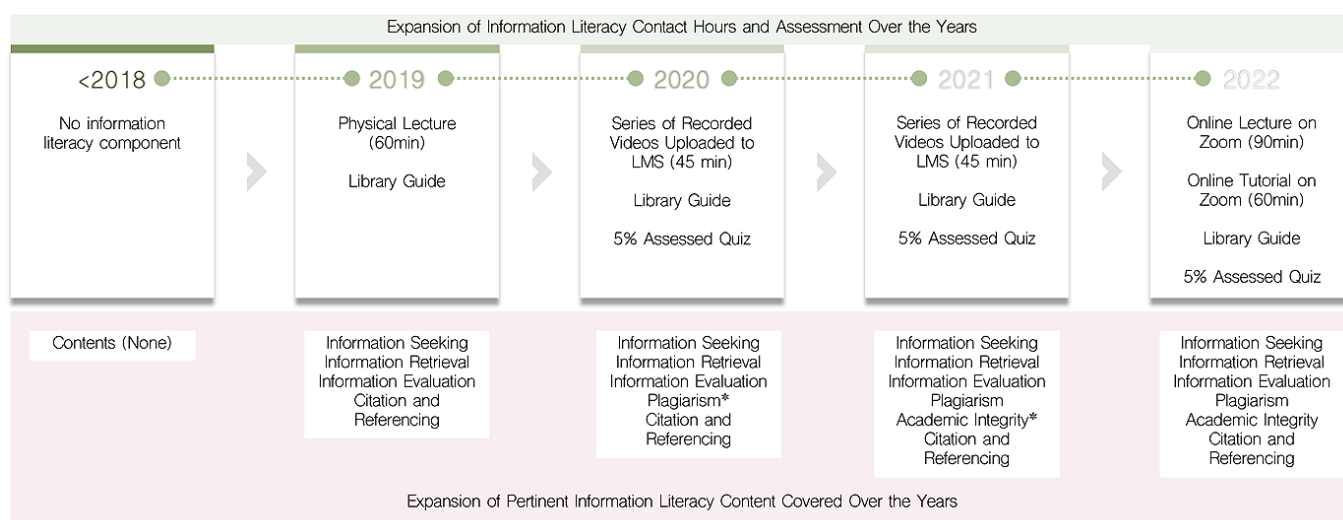 Expansion of Information Literacy Contact Hours and Assessment Over the Years
<2018
No information
literacy component
2019
Physical Lecture
(60min)
Library Guide
2020
Series of Recorded
Videos Uploaded to
LMS (45 min)
Library Guide
5% Assessed Quiz
2021
Series of Recorded
Videos Uploaded to
LMS (45 min)
Library Guide
5% Assessed Quiz
2022
Online Lecture on
Zoom (90min)
Online Tutorial on
Zoom (60min)
Library Guide
5% Assessed Quiz
Contents (None)
Information Seeking
Information Retrieval
Information Evaluation
Citation and
Referencing
Information Seeking
Information Retrieval
Information Evaluation
Plagiarism*
Citation and
Referencing
Information Seeking
Information Retrieval
Information Evaluation
Plagiarism
Academic Integrity*
Citation and
Referencing
Information Seeking
Information Retrieval
Information Evaluation
Plagiarism
Academic Integrity
Citation and
Referencing
Expansion of Pertinent Information Literacy Content Covered Over the Years